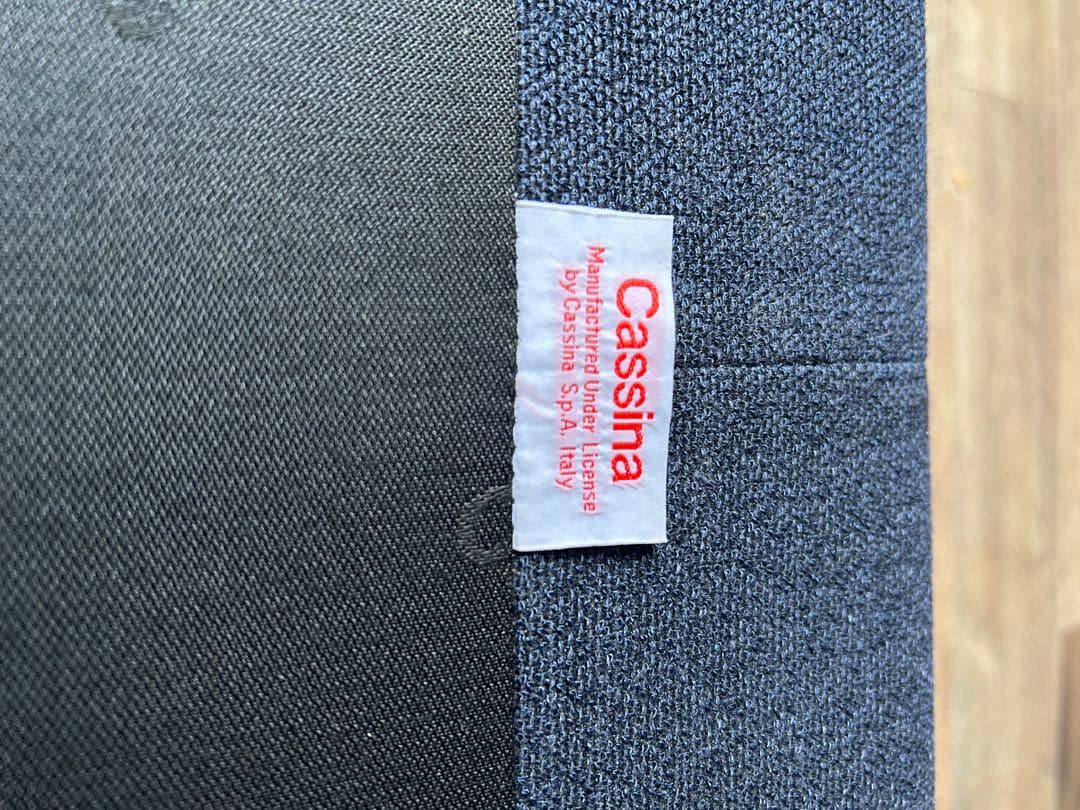 Cassina
Manufactured Under License
by Cassina S.p.A. Italy